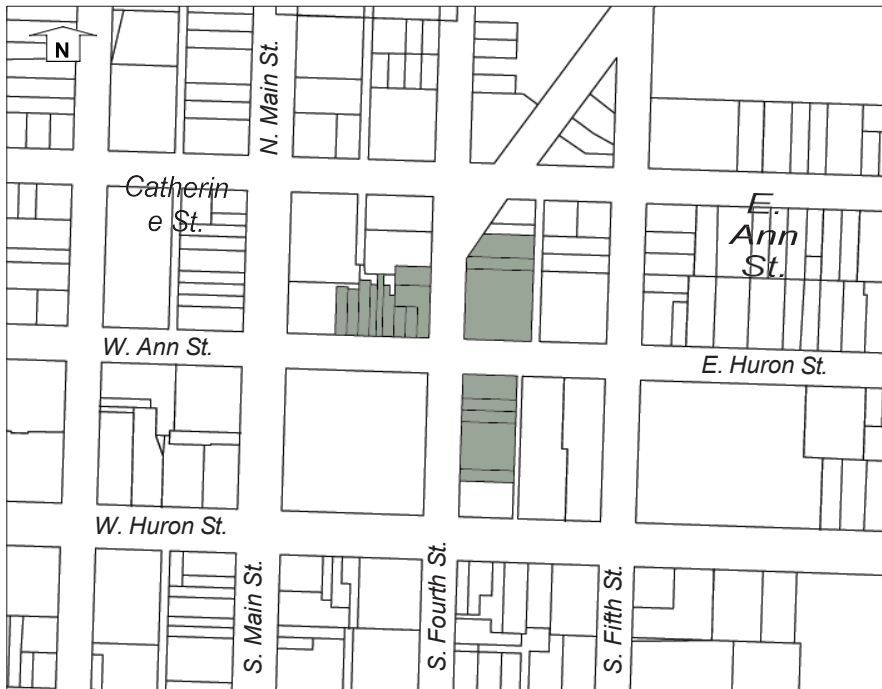 N
N. Main St.
Catherin
e St.
E.
Ann
St.
W. Ann St.
E. Huron St.
W. Huron St.
S. Main St.
S. Fourth St.
S. Fifth St.